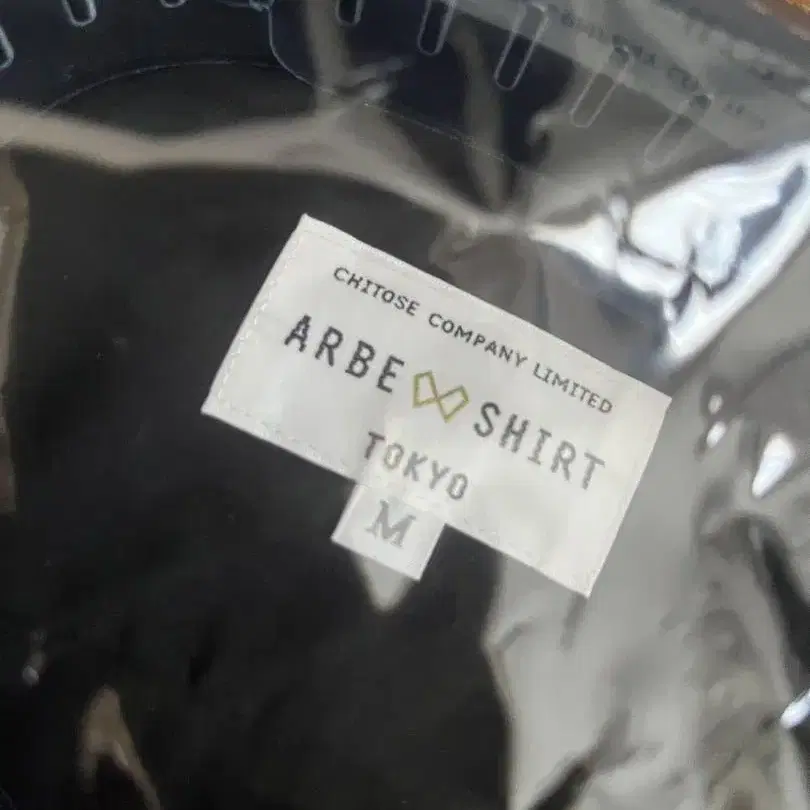 CHITOSE COMPANY LIMITED
ARBE SHIRT
TOKYO
M